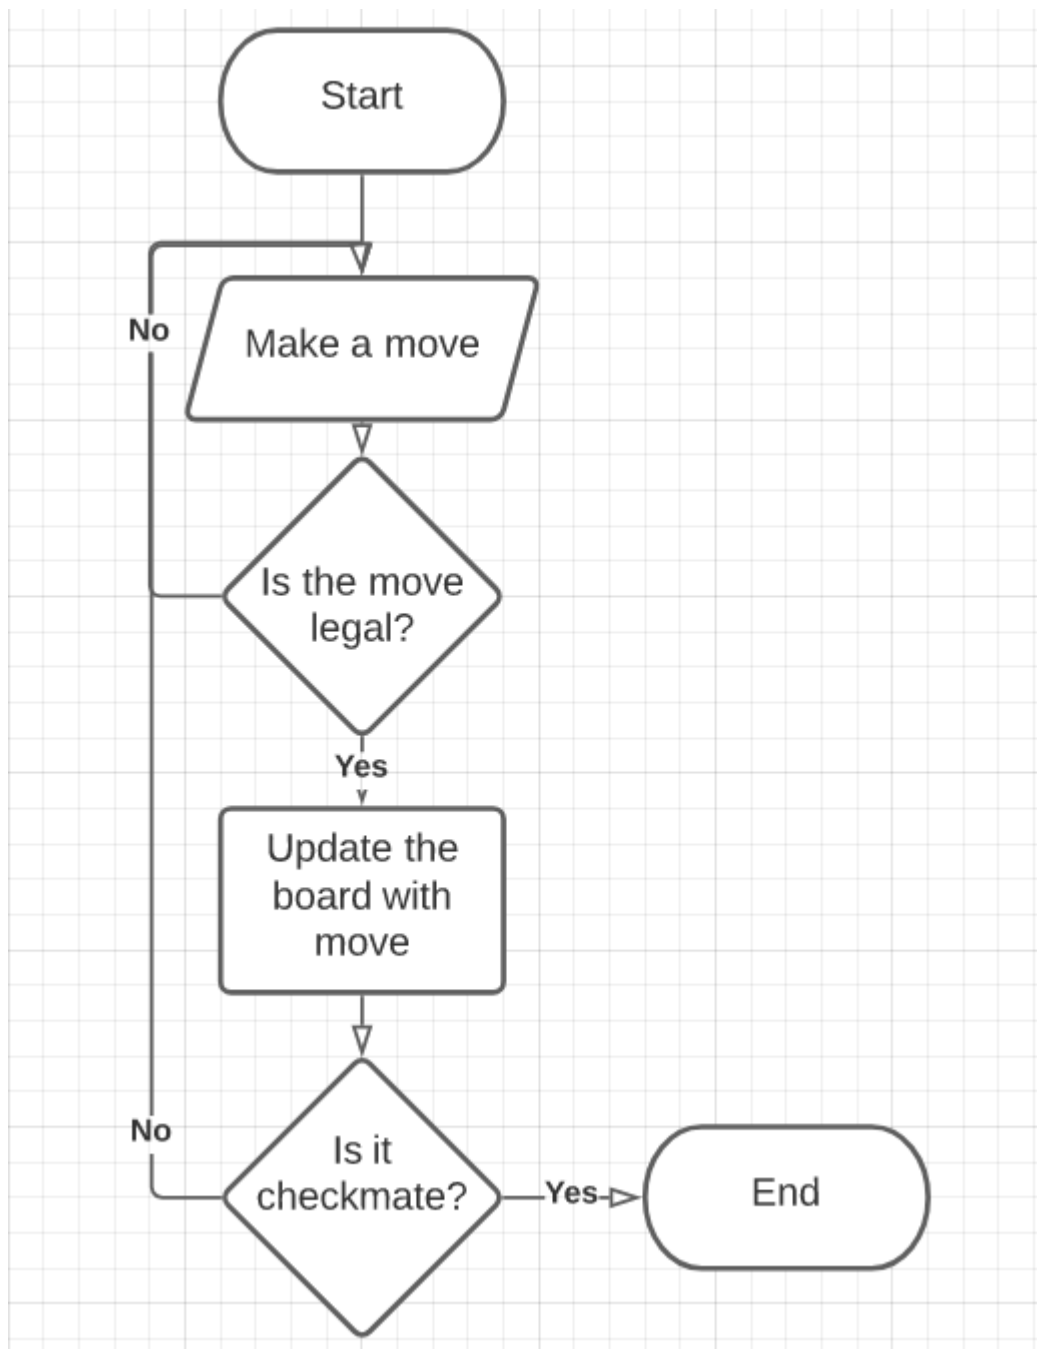 Start
No
Make a move
Is the move
legal?
Yes
Update the
board with
move
No
Is it
checkmate?
Yes
End